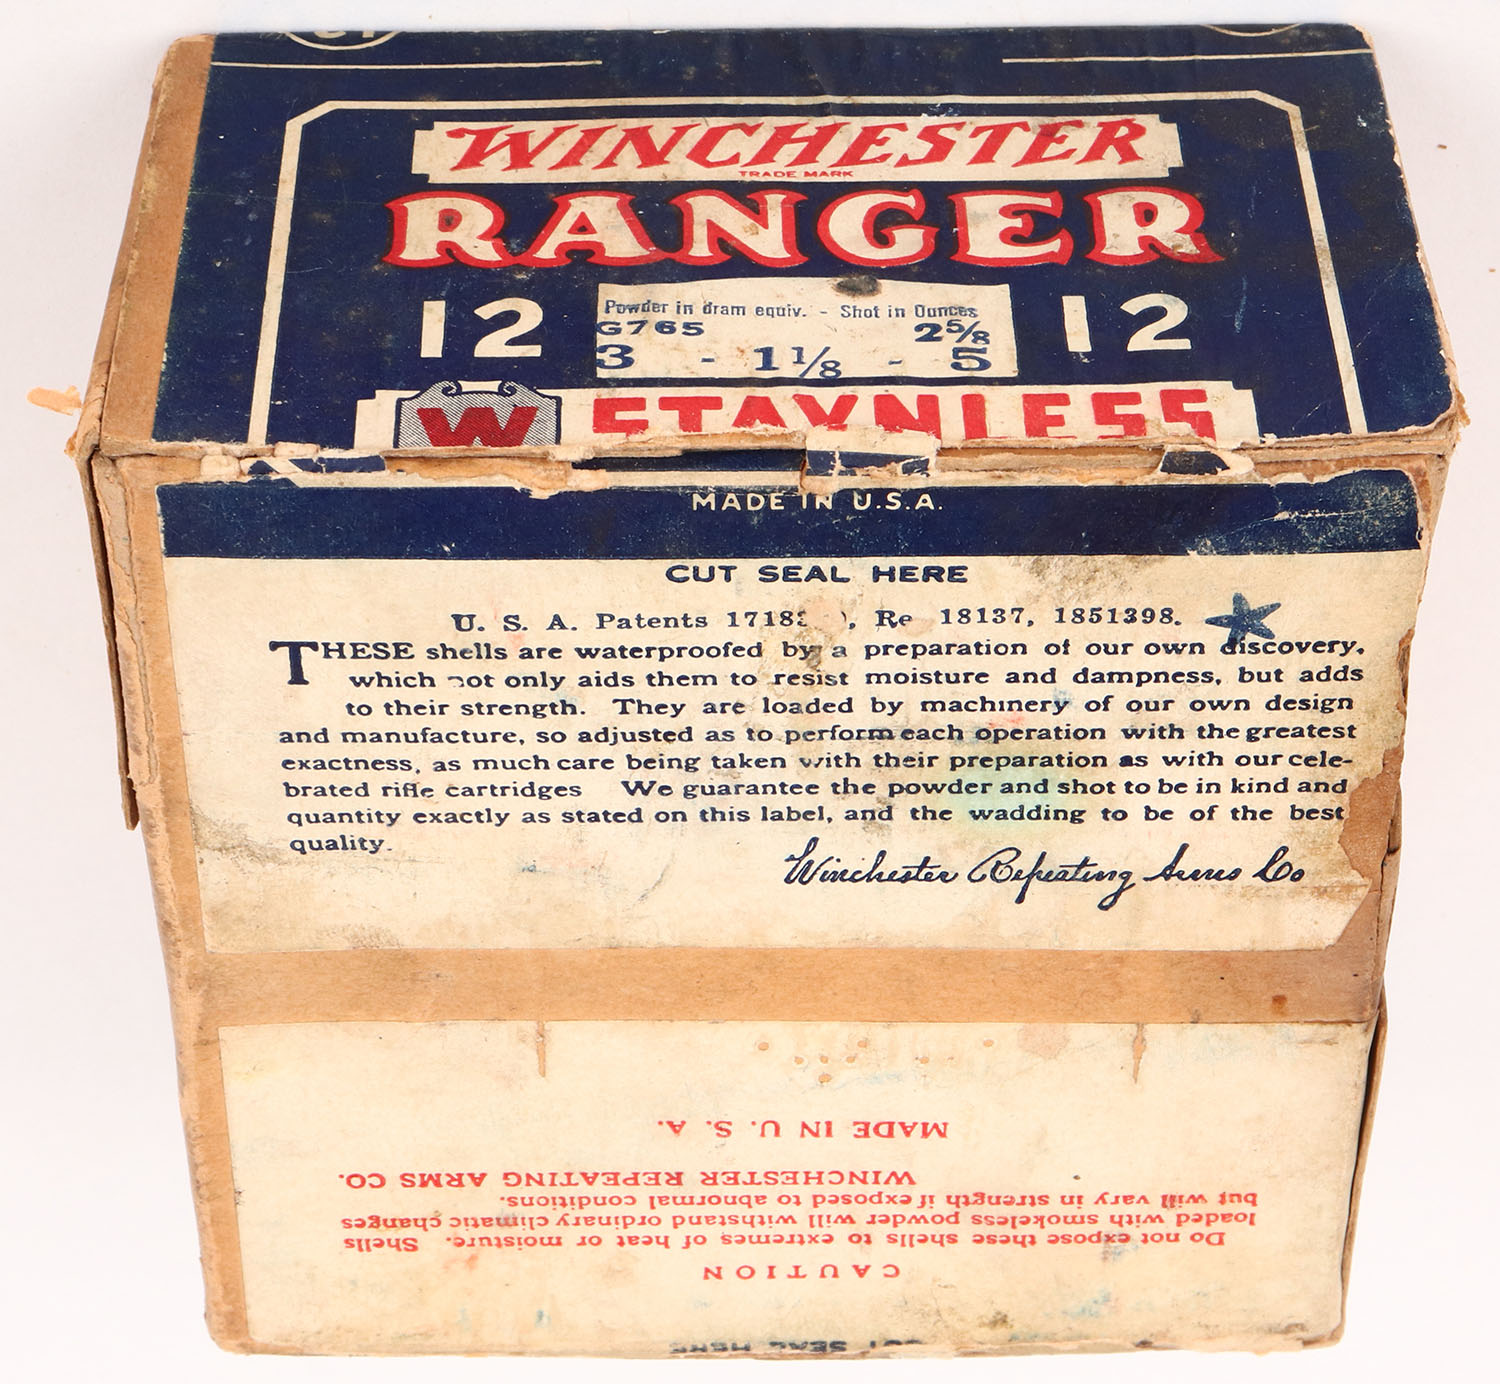 WINCHESTER
TRADE MARK
RANGER
12 12
Powder in dram equiv. - Shot in Ounces
G765 2 5/8
3 - 1 1/8 - 5
W STAYNLESS
MADE IN U.S.A.
CUT SEAL HERE
U. S. A. Patents Re 18137, 1851398.
THESE shells are waterproofed by a preparation of our own discovery,
which not only aids them to resist moisture and dampness, but adds
to their strength. They are loaded by machinery of our own design
and manufacture, so adjusted as to perform each operation with the greatest
exactness, as much care being taken with their preparation as with our cele-
brated rifle cartridges We guarantee the powder and shot to be in kind and
quantity exactly as stated on this label, and the wadding to be of the best
quality.
Winchester Repeating Arms Co
CAUTION
Do not expose these shells to extremes of heat or moisture. Shells
loaded with smokeless powder will withstand ordinary climatic changes
but will vary in strength if exposed to abnormal conditions.
WINCHESTER REPEATING ARMS CO.
MADE IN U. S. A.
SEAL HERE